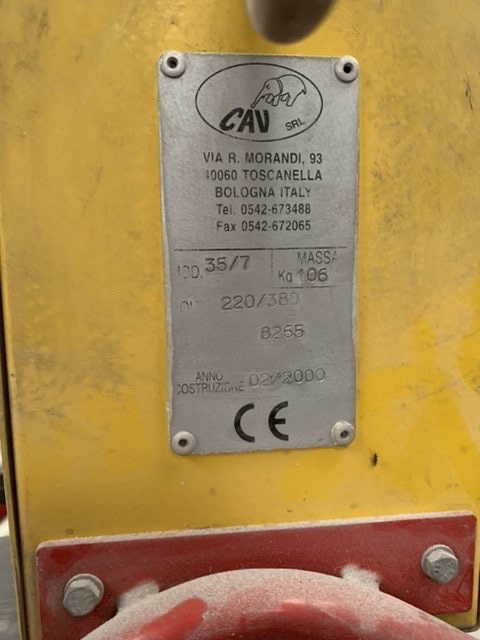 CAV SRL
VIA R. MORANDI, 93
40060 TOSCANELLA
BOLOGNA ITALY
Tel. 0542-673488
Fax 0542-672065
MOD. 35/7 MASSA
Kg 106
220/380
8265
ANNO
COSTRUZIONE 02/2000
CE